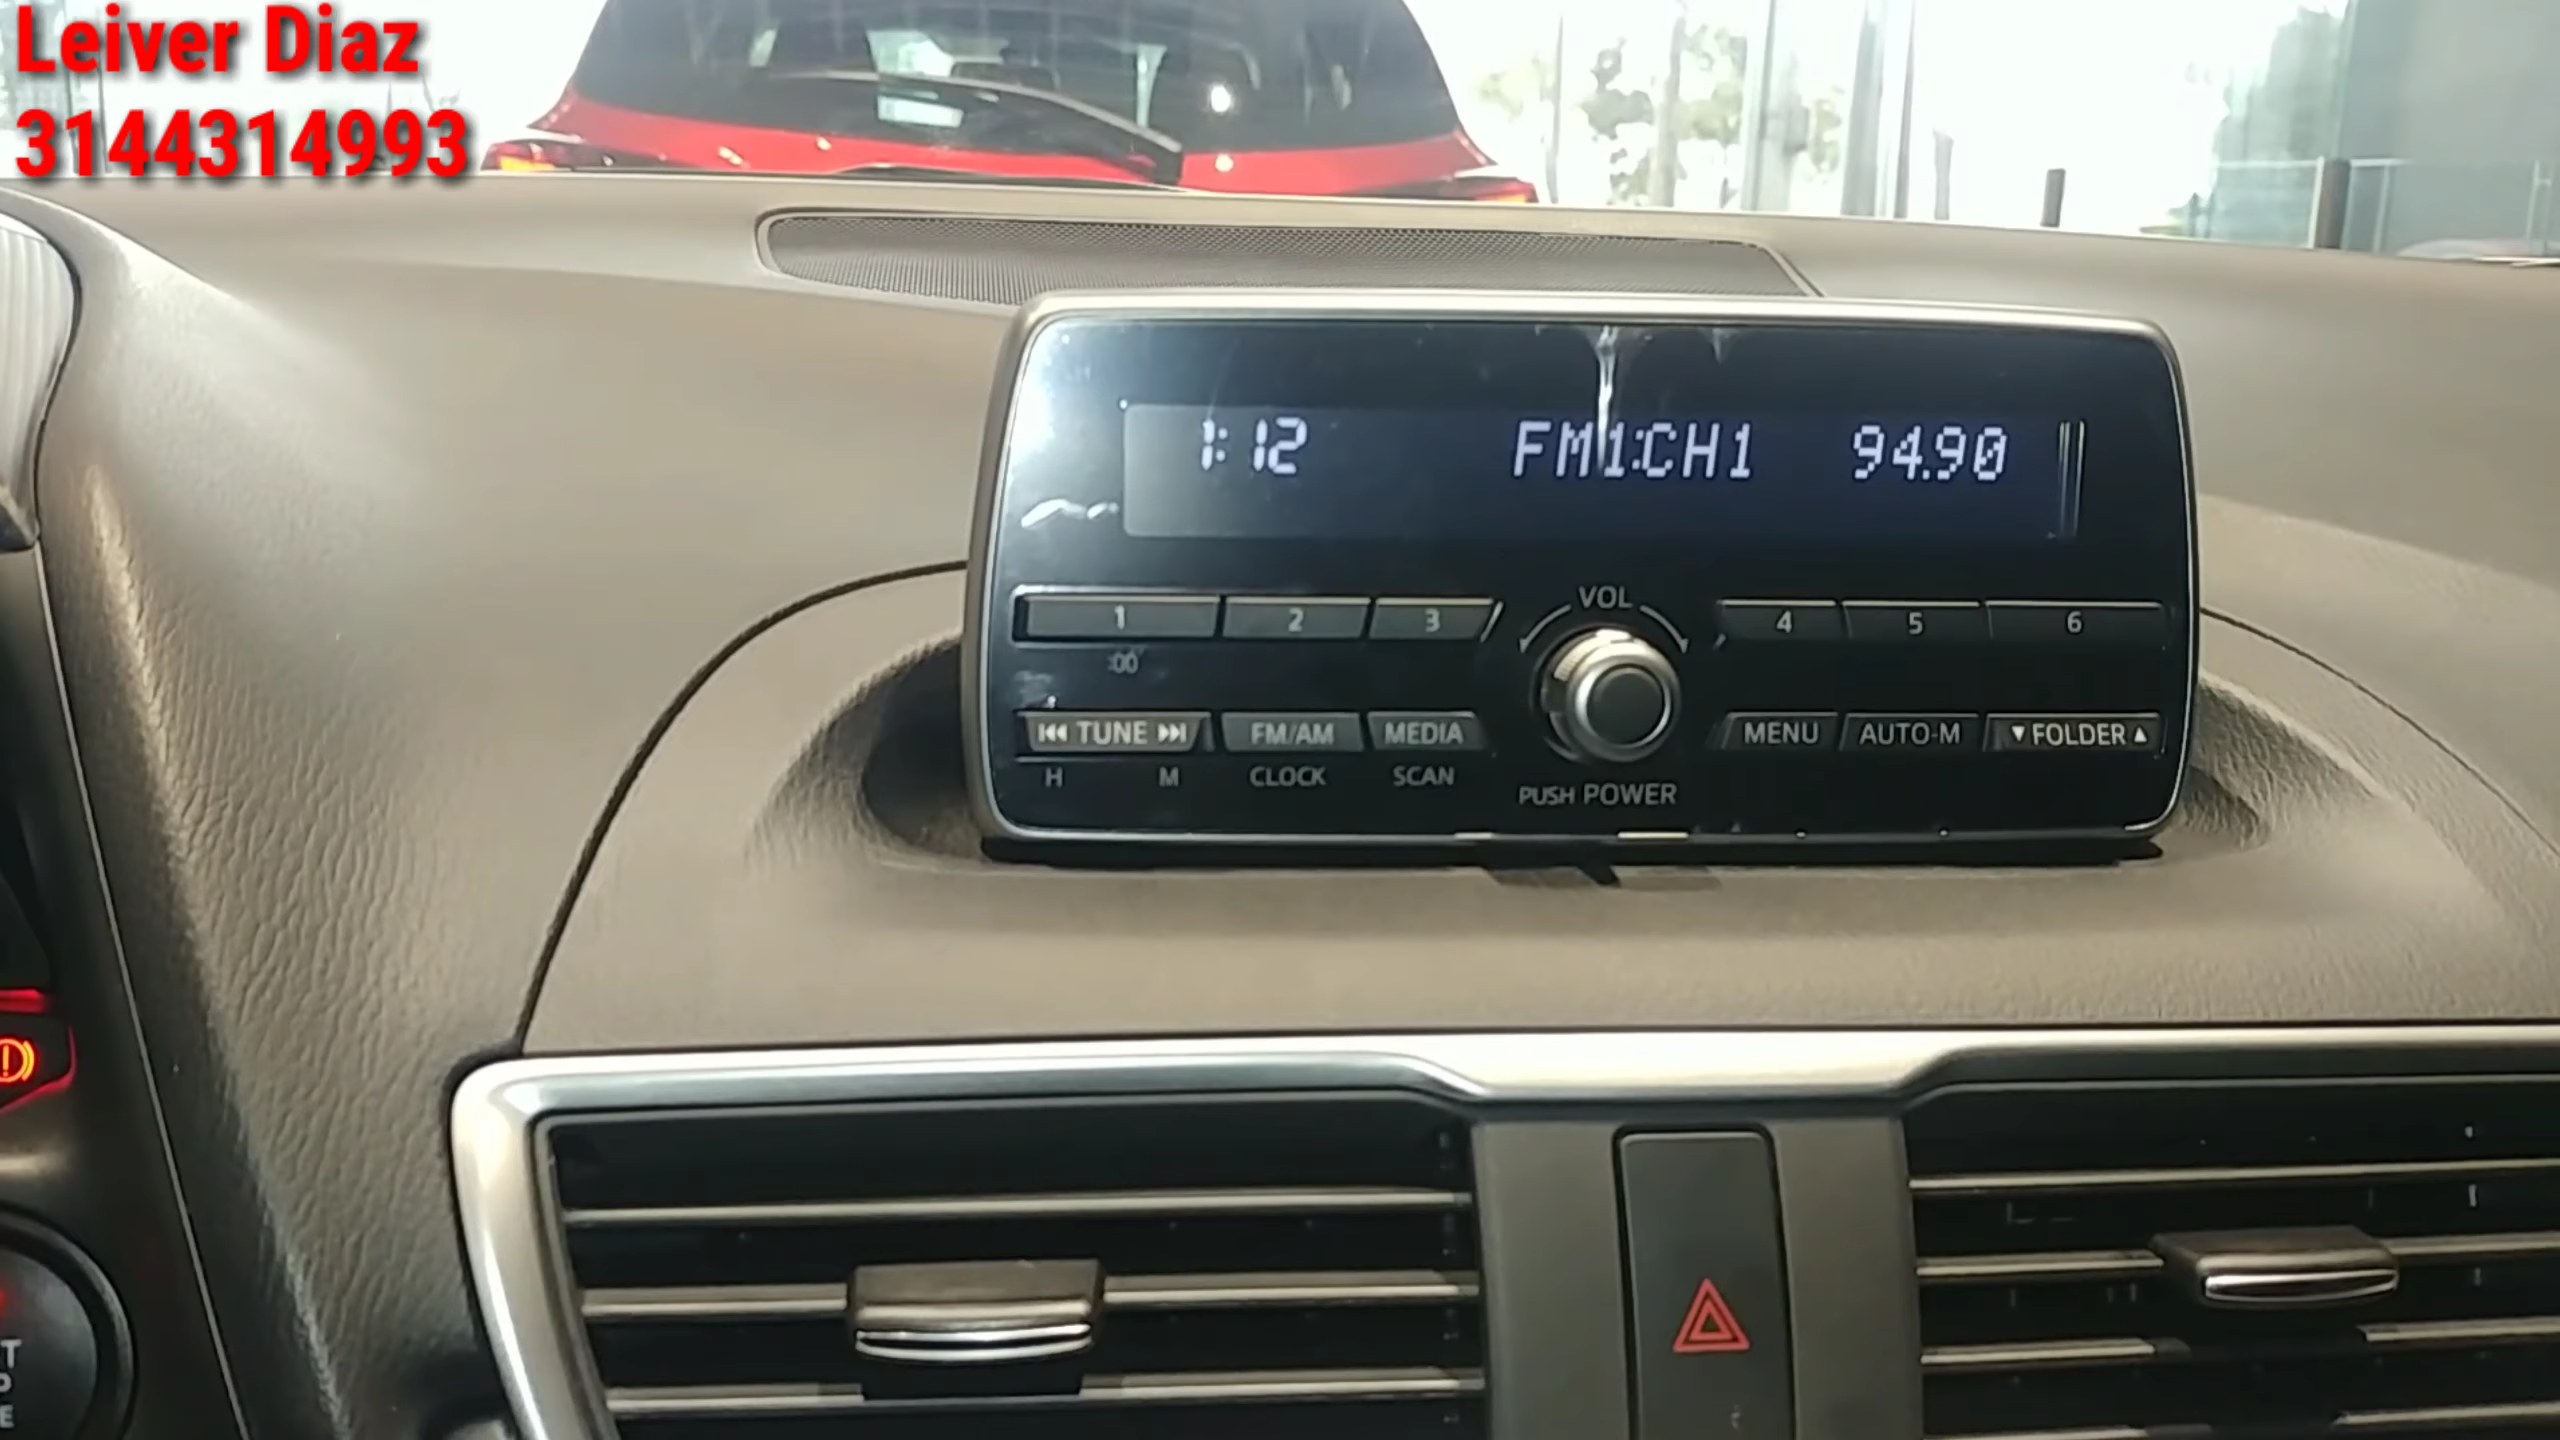 Leiver Diaz
3144314993
1:12 FM1:CH1 94.90
VOL
1 2 3 4 5 6
:00
TUNE FM/AM MEDIA MENU AUTO-M FOLDER
H M CLOCK SCAN
PUSH POWER